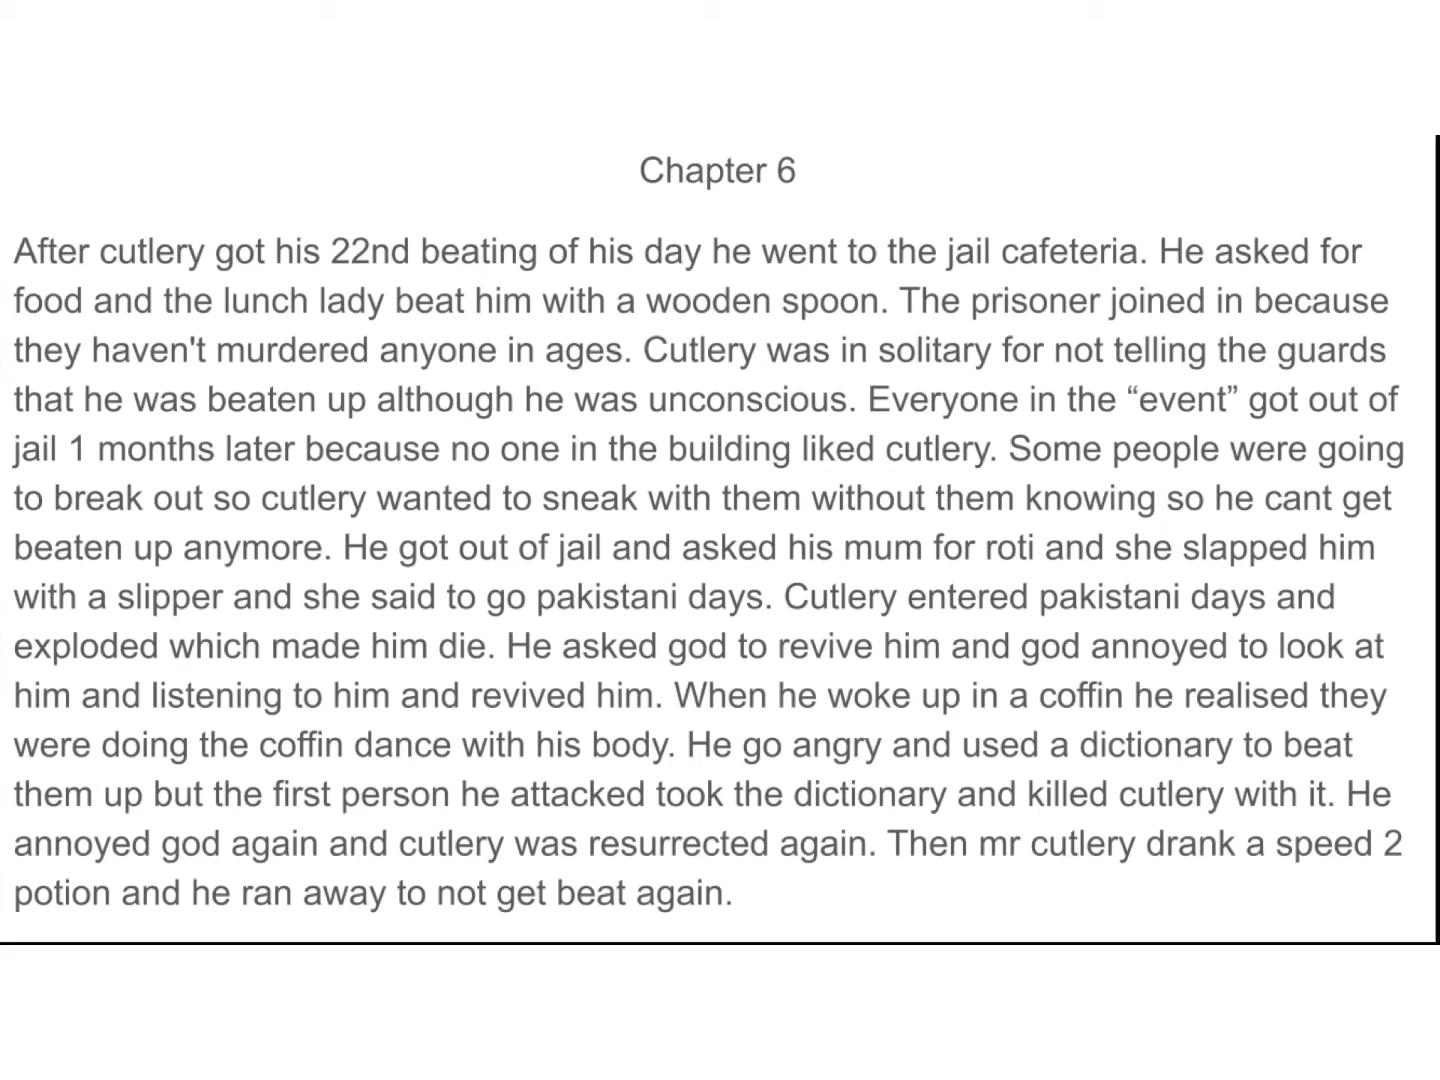 Chapter 6
After cutlery got his 22nd beating of his day he went to the jail cafeteria. He asked for
food and the lunch lady beat him with a wooden spoon. The prisoner joined in because
they haven't murdered anyone in ages. Cutlery was in solitary for not telling the guards
that he was beaten up although he was unconscious. Everyone in the “event” got out of
jail 1 months later because no one in the building liked cutlery. Some people were going
to break out so cutlery wanted to sneak with them without them knowing so he cant get
beaten up anymore. He got out of jail and asked his mum for roti and she slapped him
with a slipper and she said to go pakistani days. Cutlery entered pakistani days and
exploded which made him die. He asked god to revive him and god annoyed to look at
him and listening to him and revived him. When he woke up in a coffin he realised they
were doing the coffin dance with his body. He go angry and used a dictionary to beat
them up but the first person he attacked took the dictionary and killed cutlery with it. He
annoyed god again and cutlery was resurrected again. Then mr cutlery drank a speed 2
potion and he ran away to not get beat again.